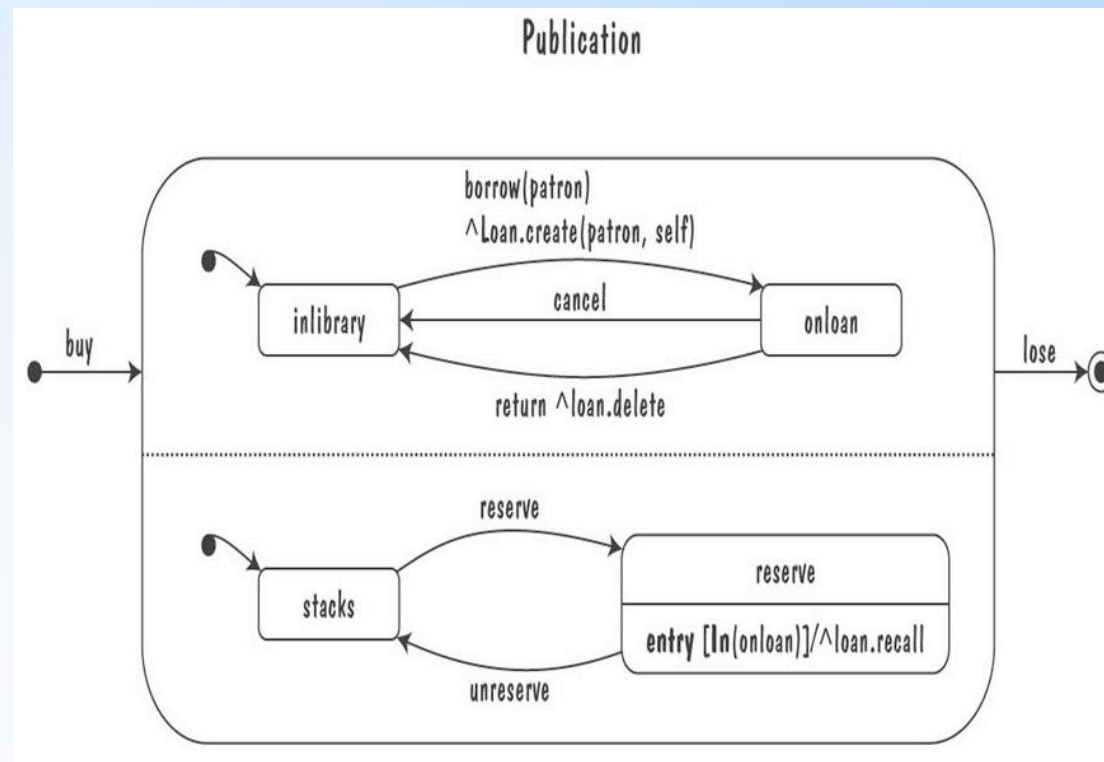 Publication
borrow(patron)
^Loan.create(patron, self)
inlibrary
cancel
onloan
buy
lose
return ^loan.delete
reserve
stacks
reserve
entry [In(onloan)]/^loan.recall
unreserve